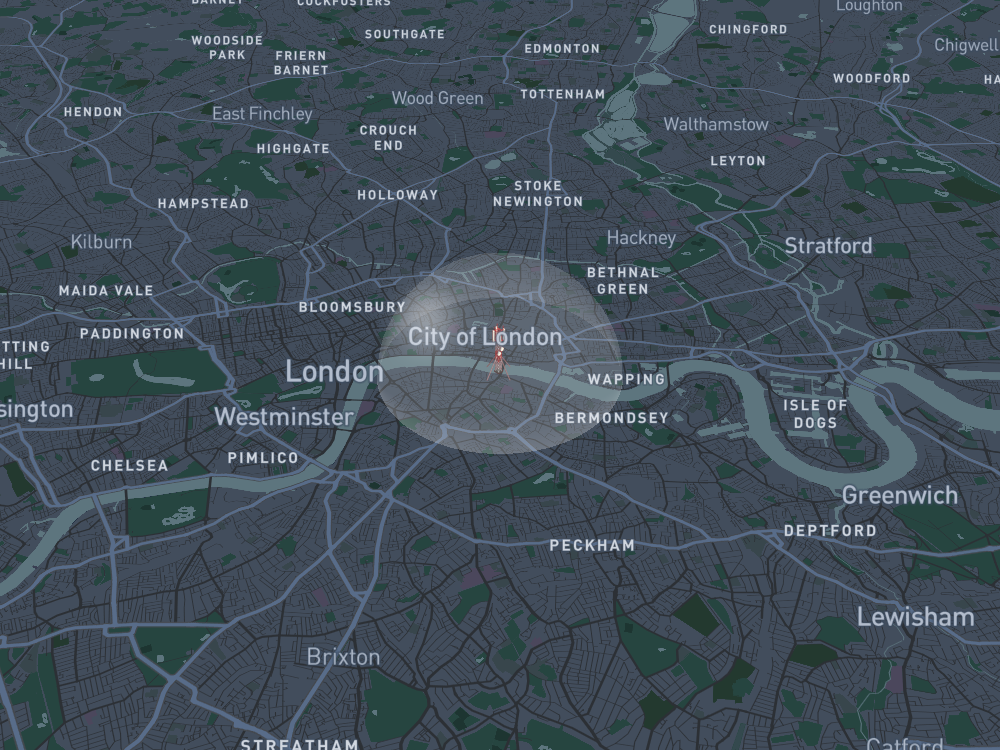 BARNET
COCKFOSTERS
Loughton
SOUTHGATE
CHINGFORD
WOODSIDE
PARK
FRIERN
BARNET
EDMONTON
Chigwell
WOODFORD
HA
TOTTENHAM
Wood Green
HENDON
East Finchley
Walthamstow
CROUCH
END
HIGHGATE
LEYTON
HOLLOWAY
STOKE
NEWINGTON
HAMPSTEAD
Kilburn
Hackney
Stratford
BETHNAL
GREEN
MAIDA VALE
BLOOMSBURY
PADDINGTON
City of London
TTING
HILL
London
WAPPING
sington
Westminster
BERMONDSEY
ISLE OF
DOGS
PIMLICO
CHELSEA
Greenwich
DEPTFORD
PECKHAM
Lewisham
Brixton
STREATHAM
Catford